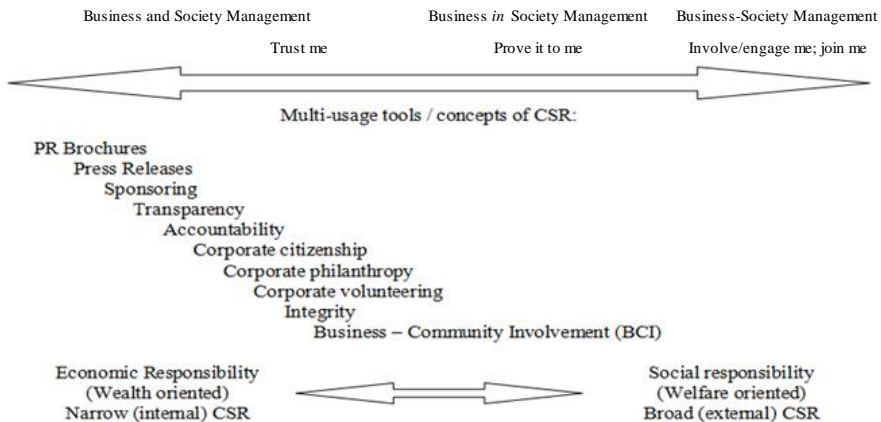 Business and Society Management Business in Society Management Business-Society Management
Trust me Prove it to me Involve/engage me; join me
Multi-usage tools / concepts of CSR:
PR Brochures
Press Releases
Sponsoring
Transparency
Accountability
Corporate citizenship
Corporate philanthropy
Corporate volunteering
Integrity
Business – Community Involvement (BCI)
Economic Responsibility
(Wealth oriented)
Narrow (internal) CSR
Social responsibility
(Welfare oriented)
Broad (external) CSR